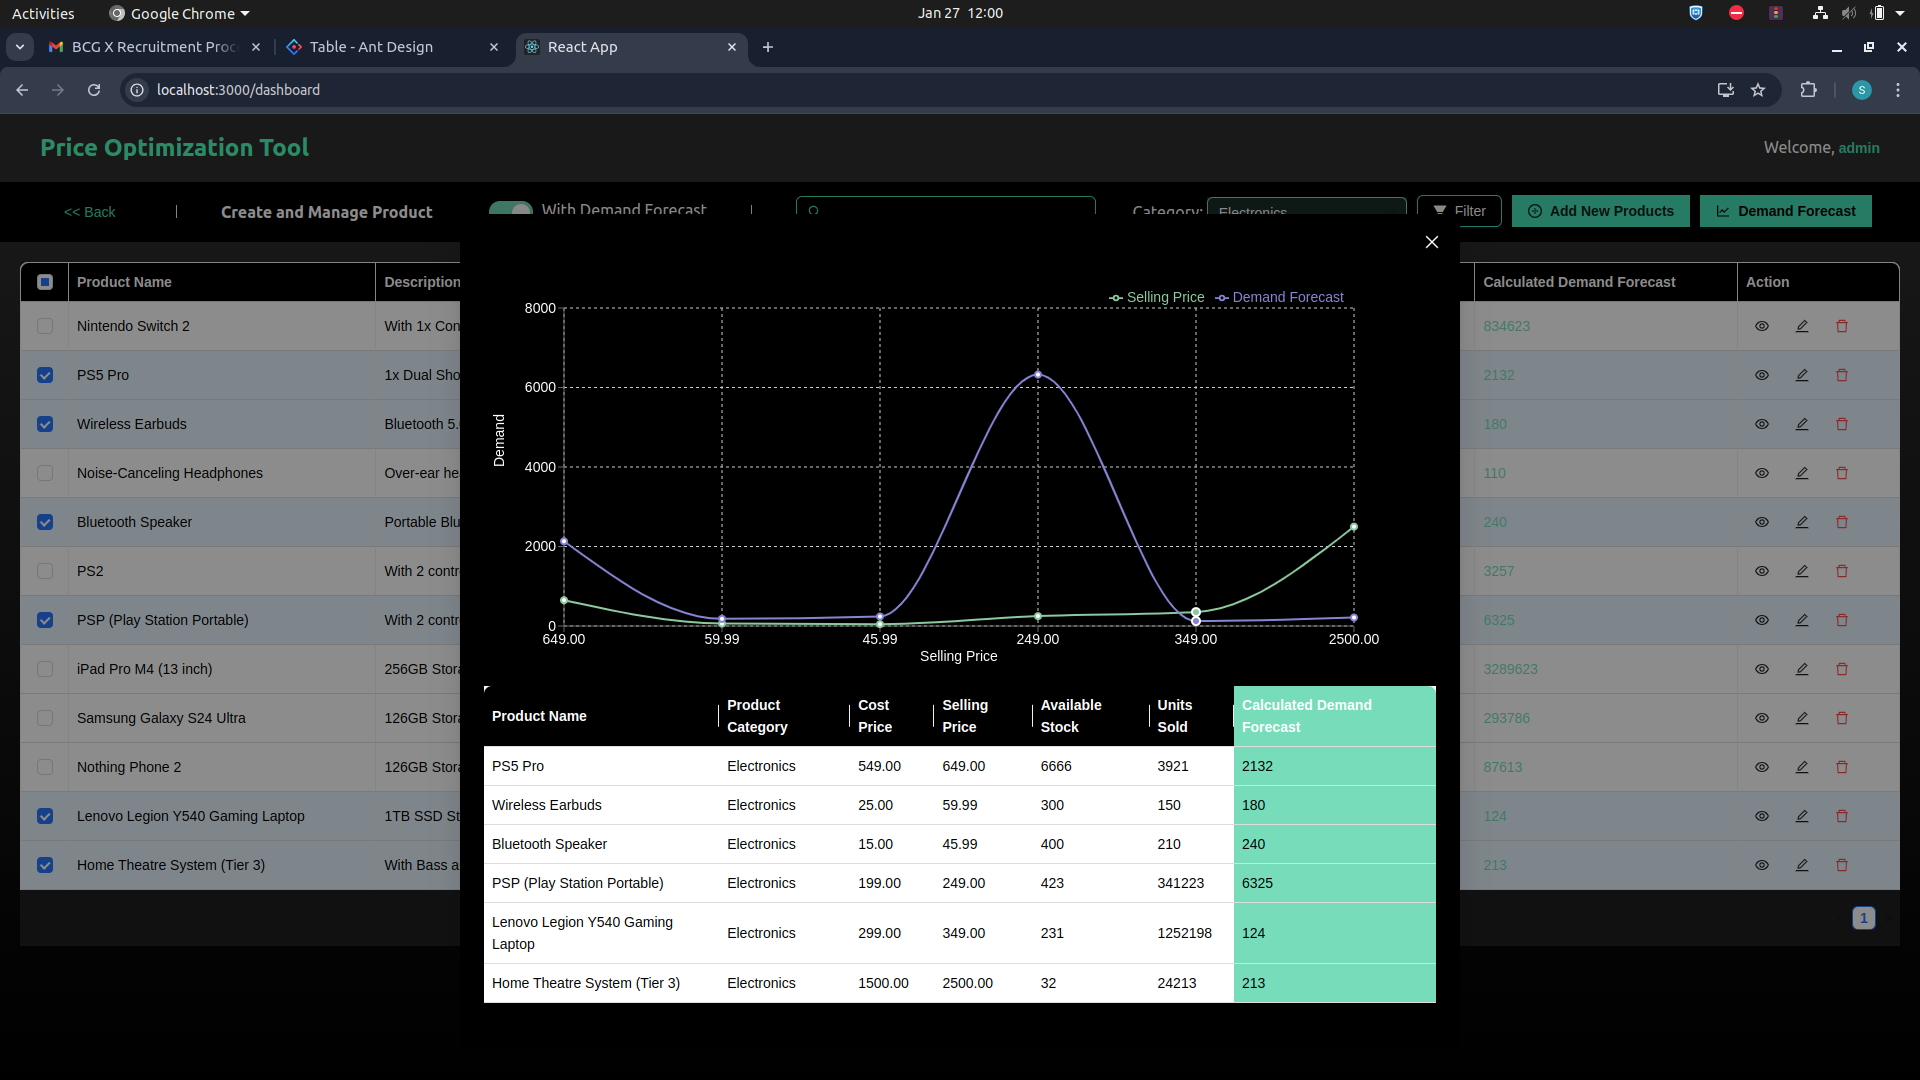 Activities Google Chrome Jan 27 12:00
BCG X Recruitment Proc Table - Ant Design React App
localhost:3000/dashboard S
Price Optimization Tool Welcome, admin
<< Back | Create and Manage Product With Demand Forecast | Category: Electronics Filter Add New Products Demand Forecast
Product Name Description Calculated Demand Forecast Action
Nintendo Switch 2 With 1x Con 834623
PS5 Pro 1x Dual Sho 2132
Wireless Earbuds Bluetooth 5. 180
Noise-Canceling Headphones Over-ear he 110
Bluetooth Speaker Portable Blu 240
PS2 With 2 contr 3257
PSP (Play Station Portable) With 2 contr 6325
iPad Pro M4 (13 inch) 256GB Stora 3289623
Samsung Galaxy S24 Ultra 126GB Stora 293786
Nothing Phone 2 126GB Stora 87613
Lenovo Legion Y540 Gaming Laptop 1TB SSD St 124
Home Theatre System (Tier 3) With Bass a 213
1
Selling Price Demand Forecast
8000
6000
4000
2000
0
Demand
649.00 59.99 45.99 249.00 349.00 2500.00
Selling Price
Product Name Product Category Cost Price Selling Price Available Stock Units Sold Calculated Demand Forecast
PS5 Pro Electronics 549.00 649.00 6666 3921 2132
Wireless Earbuds Electronics 25.00 59.99 300 150 180
Bluetooth Speaker Electronics 15.00 45.99 400 210 240
PSP (Play Station Portable) Electronics 199.00 249.00 423 341223 6325
Lenovo Legion Y540 Gaming Laptop Electronics 299.00 349.00 231 1252198 124
Home Theatre System (Tier 3) Electronics 1500.00 2500.00 32 24213 213